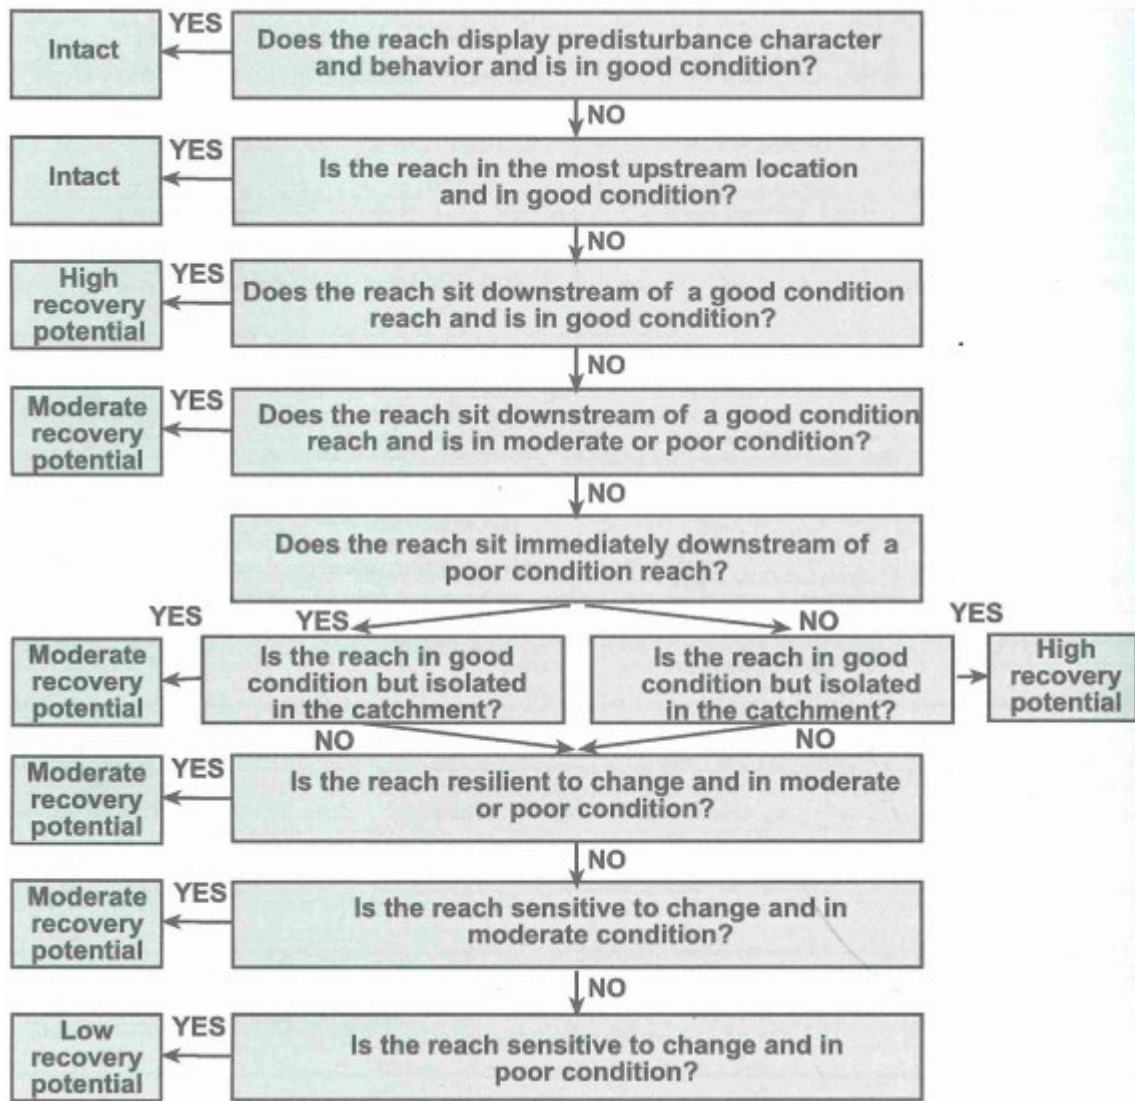 Intact
YES
Does the reach display predisturbance character
and behavior and is in good condition?
NO
Intact
YES
Is the reach in the most upstream location
and in good condition?
NO
High
recovery
potential
YES
Does the reach sit downstream of a good condition
reach and is in good condition?
NO
Moderate
recovery
potential
YES
Does the reach sit downstream of a good condition
reach and is in moderate or poor condition?
NO
Does the reach sit immediately downstream of a
poor condition reach?
YES
YES
NO
YES
Moderate
recovery
potential
Is the reach in good
condition but isolated
in the catchment?
Is the reach in good
condition but isolated
in the catchment?
High
recovery
potential
NO
NO
Moderate
recovery
potential
YES
Is the reach resilient to change and in moderate
or poor condition?
NO
Moderate
recovery
potential
YES
Is the reach sensitive to change and in
moderate condition?
NO
Low
recovery
potential
YES
Is the reach sensitive to change and in
poor condition?